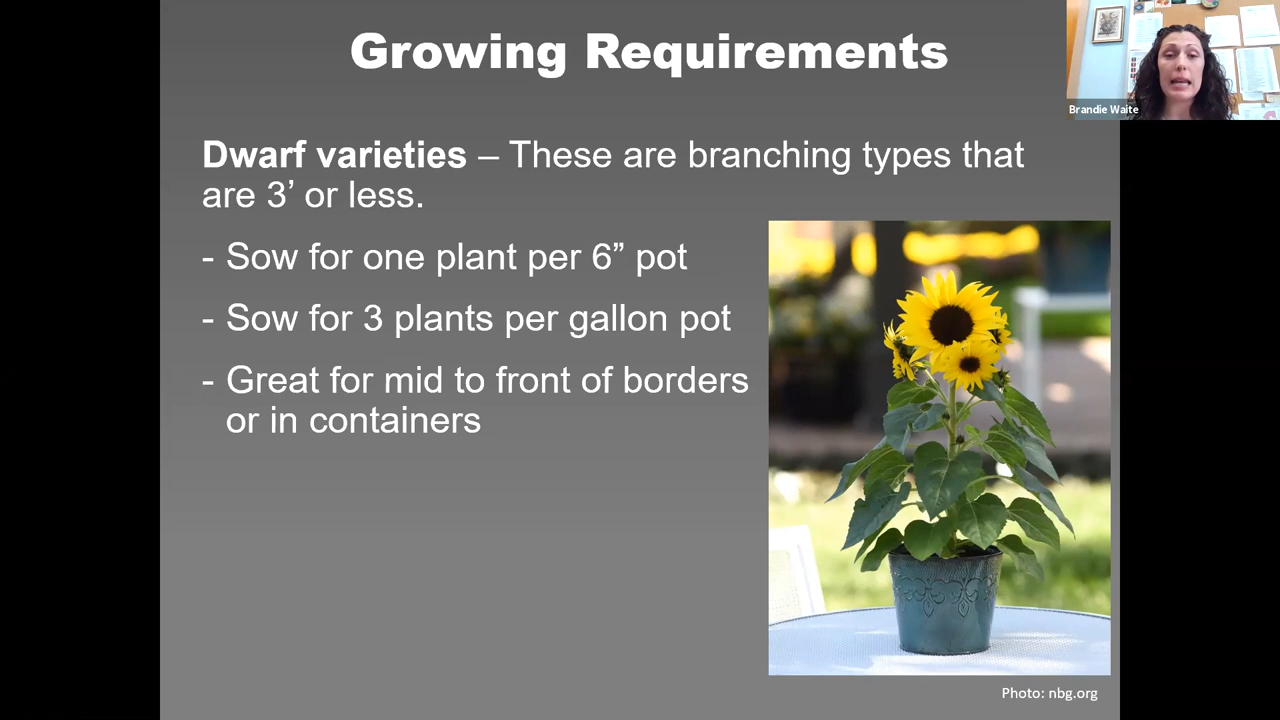 Growing Requirements
Brandie Waite
Dwarf varieties – These are branching types that
are 3’ or less.
- Sow for one plant per 6” pot
- Sow for 3 plants per gallon pot
- Great for mid to front of borders
or in containers
Photo: nbg.org